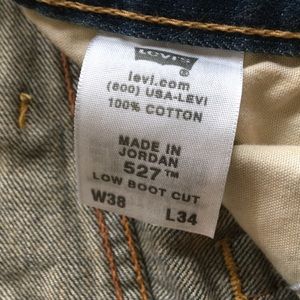 LEVI'S
levi.com
(800) USA-LEVI
100% COTTON
MADE IN
JORDAN
527™
LOW BOOT CUT
W38 L34